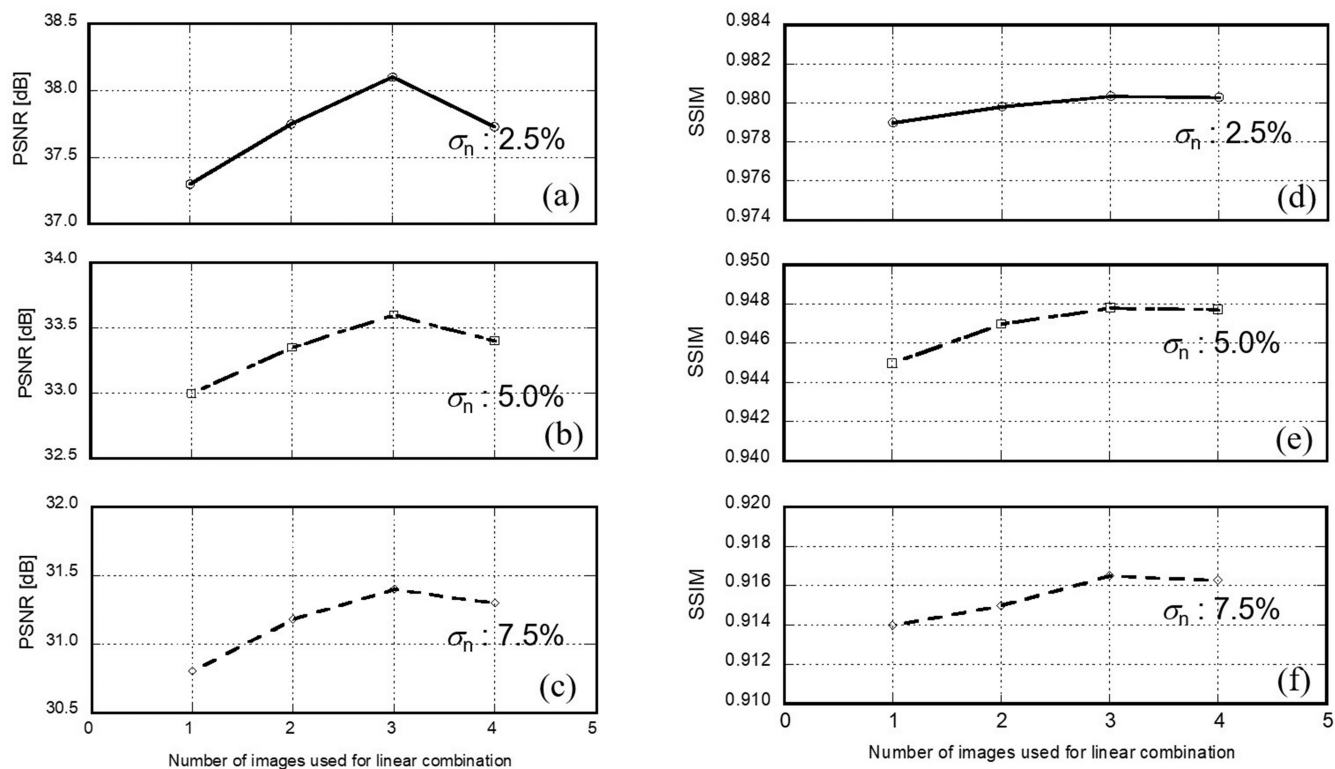 38.5
38.0
37.5
37.0
PSNR [dB]
σn : 2.5%
(a)
34.0
33.5
33.0
32.5
PSNR [dB]
σn : 5.0%
(b)
32.0
31.5
31.0
30.5
PSNR [dB]
σn : 7.5%
(c)
0 1 2 3 4 5
Number of images used for linear combination
0.984
0.982
0.980
0.978
0.976
0.974
SSIM
σn : 2.5%
(d)
0.950
0.948
0.946
0.944
0.942
0.940
SSIM
σn : 5.0%
(e)
0.920
0.918
0.916
0.914
0.912
0.910
SSIM
σn : 7.5%
(f)
0 1 2 3 4 5
Number of images used for linear combination